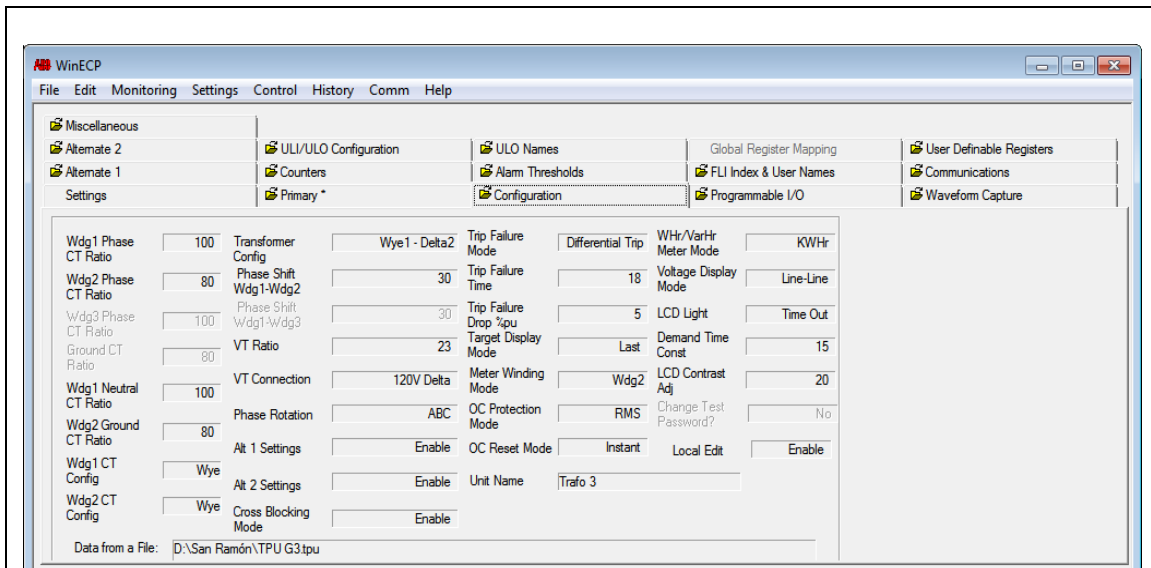 ABB WinECP
File Edit Monitoring Settings Control History Comm Help
Miscellaneous
Alternate 2 ULI/ULO Configuration ULO Names Global Register Mapping User Definable Registers
Alternate 1 Counters Alarm Thresholds FLI Index & User Names Communications
Settings Primary * Configuration Programmable I/O Waveform Capture
Wdg1 Phase
CT Ratio 100
Wdg2 Phase
CT Ratio 80
Wdg3 Phase
CT Ratio 100
Ground CT
Ratio 80
Wdg1 Neutral
CT Ratio 100
Wdg2 Ground
CT Ratio 80
Wdg1 CT
Config Wye
Wdg2 CT
Config Wye
Transformer
Config Wye1 - Delta2
Phase Shift
Wdg1-Wdg2 30
Phase Shift
Wdg1-Wdg3 30
VT Ratio 23
VT Connection 120V Delta
Phase Rotation ABC
Alt 1 Settings Enable
Alt 2 Settings Enable
Cross Blocking
Mode Enable
Trip Failure
Mode Differential Trip
Trip Failure
Time 18
Trip Failure
Drop %pu 5
Target Display
Mode Last
Meter Winding
Mode Wdg2
OC Protection
Mode RMS
OC Reset Mode Instant
Unit Name Trafo 3
WHr/VarHr
Meter Mode KWHr
Voltage Display
Mode Line-Line
LCD Light Time Out
Demand Time
Const 15
LCD Contrast
Adj 20
Change Test
Password? No
Local Edit Enable
Data from a File: D:\San Ramón\TPU G3.tpu